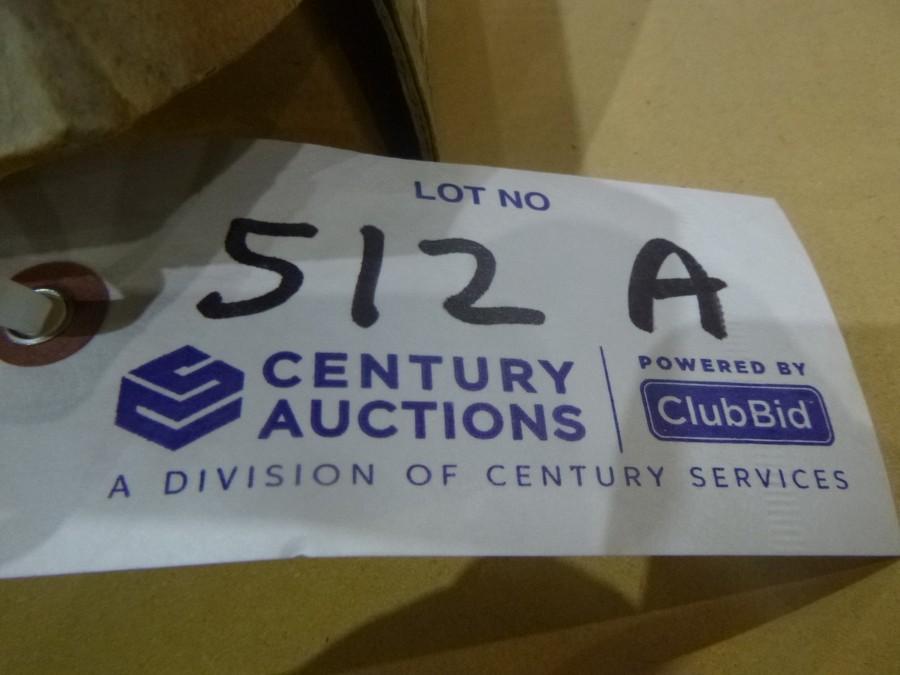 LOT NO
512 A
CENTURY AUCTIONS
POWERED BY
ClubBid
A DIVISION OF CENTURY SERVICES